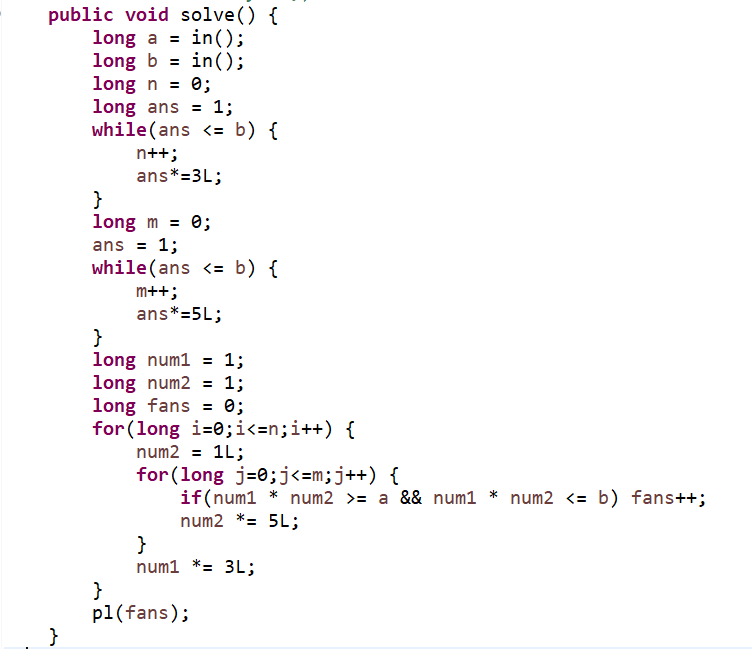 public void solve() {
long a = in();
long b = in();
long n = 0;
long ans = 1;
while(ans <= b) {
n++;
ans*=3L;
}
long m = 0;
ans = 1;
while(ans <= b) {
m++;
ans*=5L;
}
long num1 = 1;
long num2 = 1;
long fans = 0;
for(long i=0;i<=n;i++) {
num2 = 1L;
for(long j=0;j<=m;j++) {
if(num1 * num2 >= a && num1 * num2 <= b) fans++;
num2 *= 5L;
}
num1 *= 3L;
}
pl(fans);
}